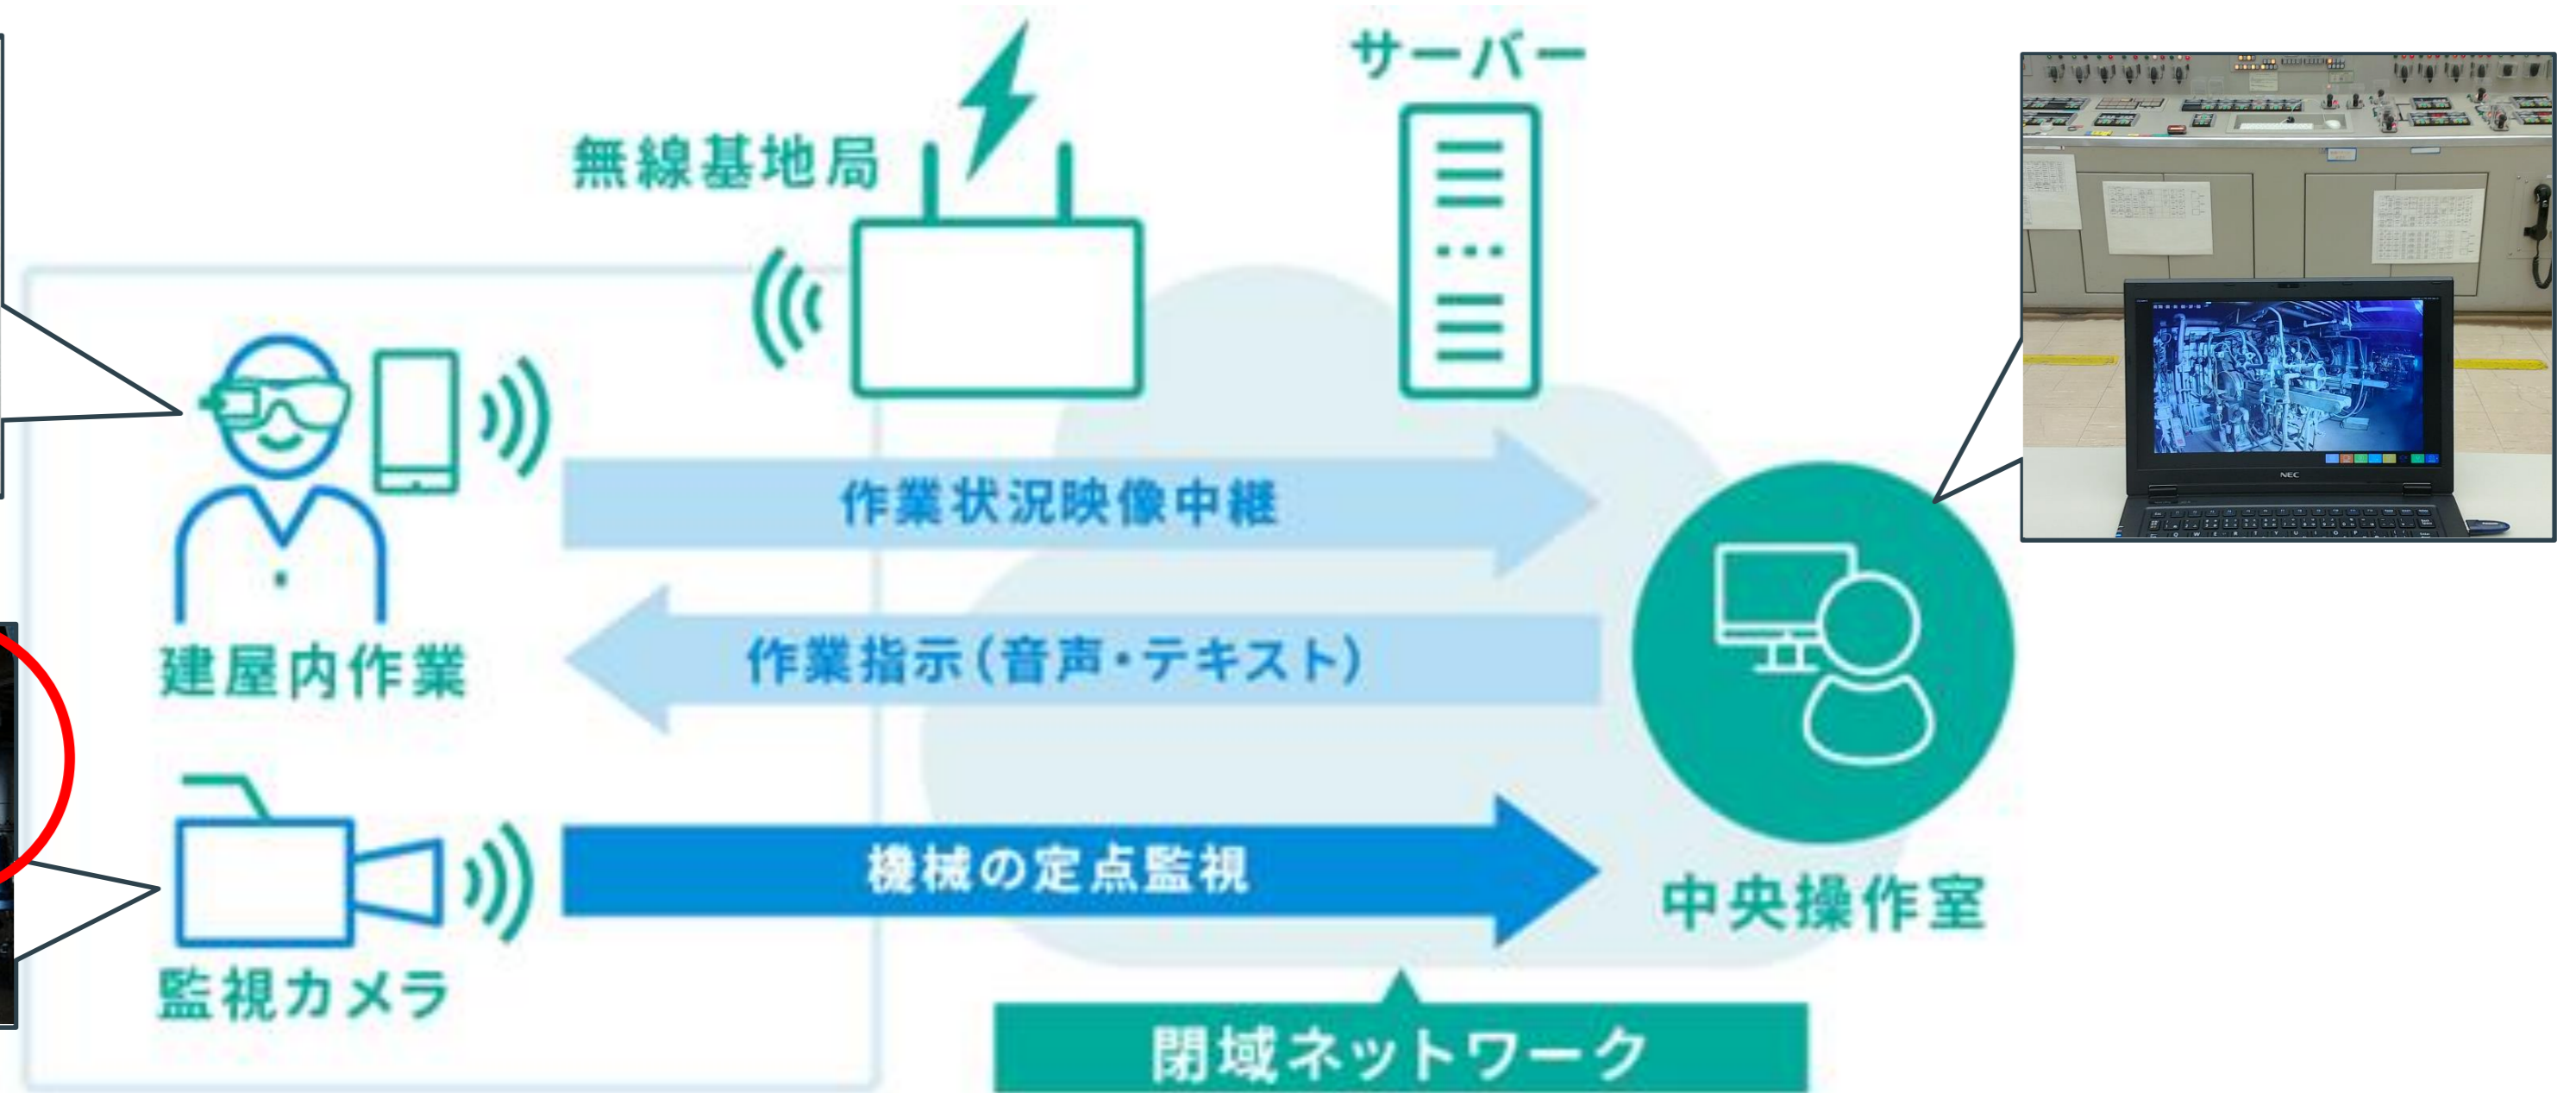 サーバー
無線基地局
作業状況映像中継
作業指示(音声・テキスト)
建屋内作業
機械の定点監視
中央操作室
監視カメラ
閉域ネットワーク
NEC